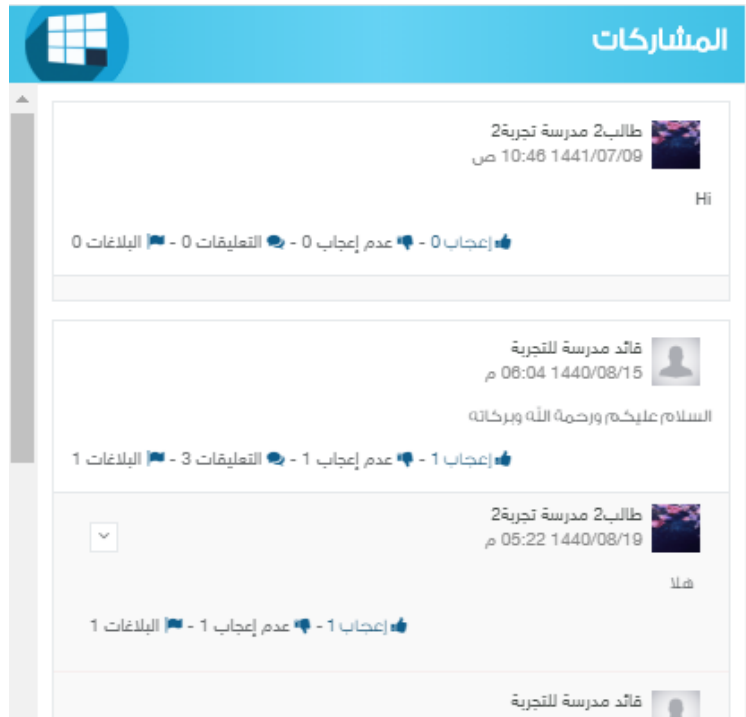 المشاركات
طالب2 مدرسة تجربة2
1441/07/09 10:46 ص
Hi
إعجاب 0 - عدم إعجاب 0 - التعليقات 0 - البلاغات 0
قائد مدرسة للتجربة
1440/08/15 06:04 م
السلام عليكم ورحمة الله وبركاته
إعجاب 1 - عدم إعجاب 1 - التعليقات 3 - البلاغات 1
طالب2 مدرسة تجربة2
1440/08/19 05:22 م
هلا
إعجاب 1 - عدم إعجاب 1 - البلاغات 1
قائد مدرسة للتجربة